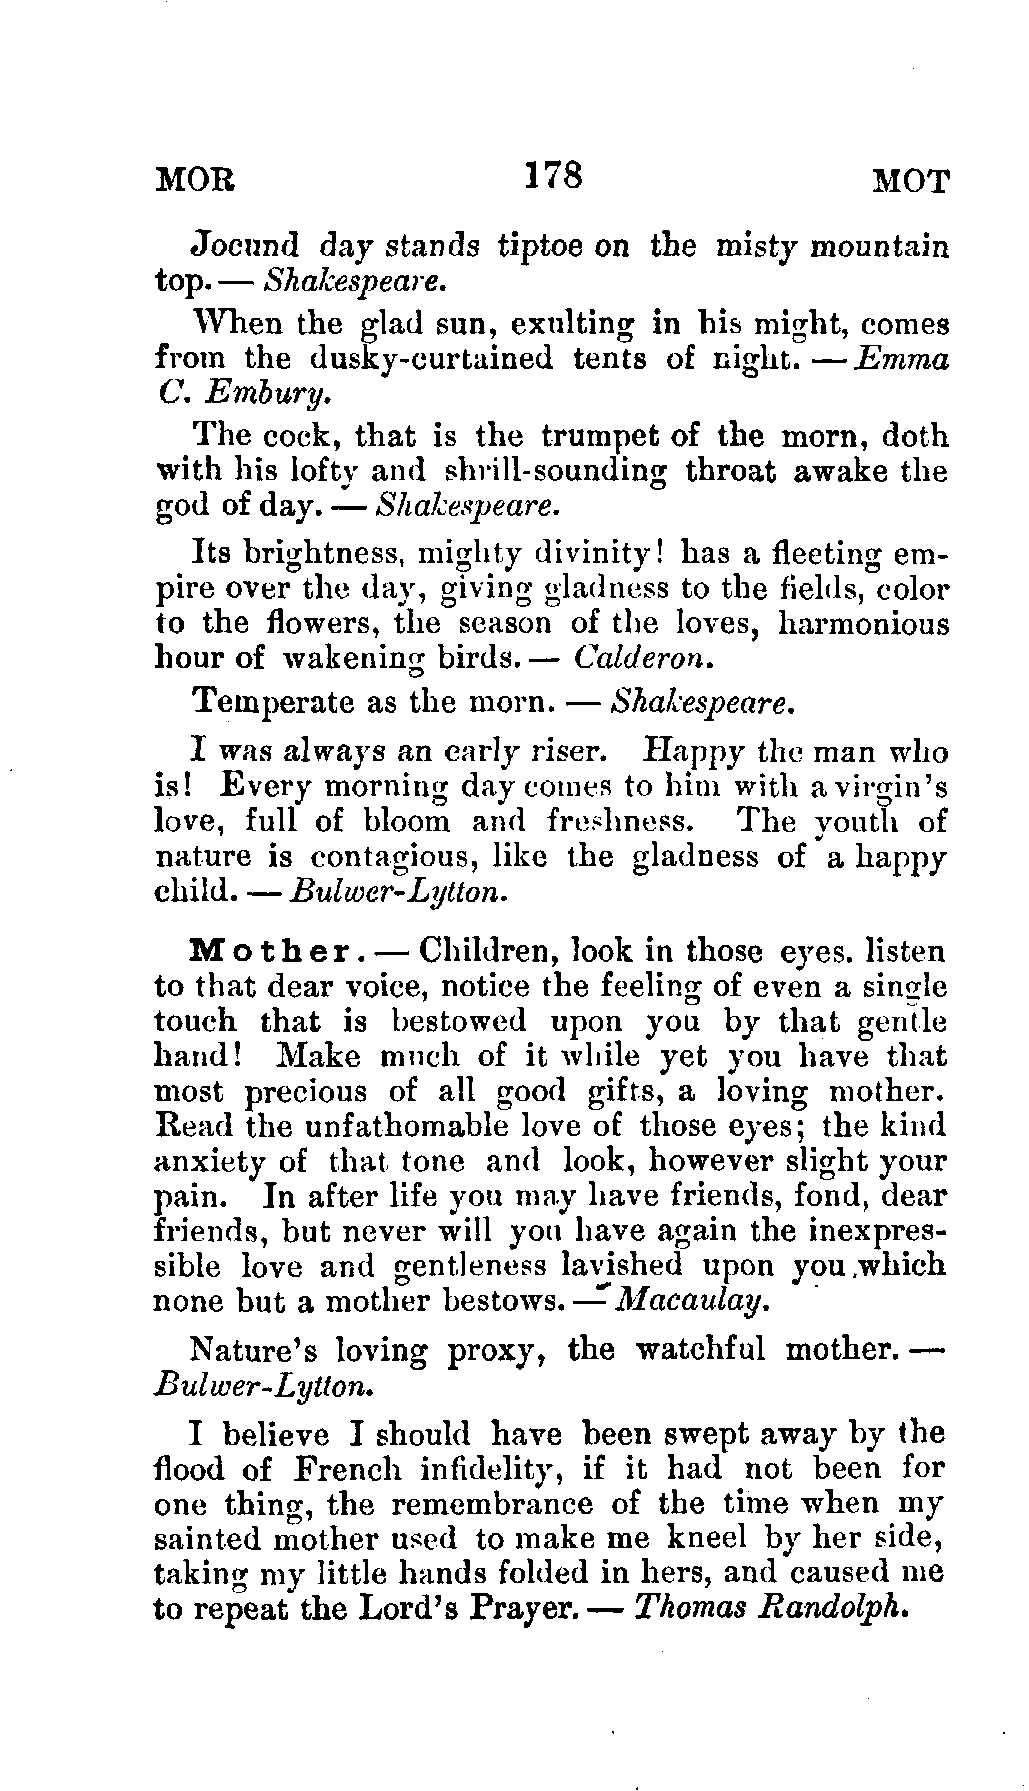 MOR 178 MOT
Jocund day stands tiptoe on the misty mountain
top. — Shakespeare.
When the glad sun, exulting in his might, comes
from the dusky-curtained tents of night. — Emma
C. Embury.
The cock, that is the trumpet of the morn, doth
with his lofty and shrill-sounding throat awake the
god of day. — Shakespeare.
Its brightness, mighty divinity! has a fleeting em-
pire over the day, giving gladness to the fields, color
to the flowers, the season of the loves, harmonious
hour of wakening birds. — Calderon.
Temperate as the morn. — Shakespeare.
I was always an early riser. Happy the man who
is! Every morning day comes to him with a virgin's
love, full of bloom and freshness. The youth of
nature is contagious, like the gladness of a happy
child. — Bulwer-Lytton.
Mother. — Children, look in those eyes. listen
to that dear voice, notice the feeling of even a single
touch that is bestowed upon you by that gentle
hand! Make much of it while yet you have that
most precious of all good gifts, a loving mother.
Read the unfathomable love of those eyes; the kind
anxiety of that tone and look, however slight your
pain. In after life you may have friends, fond, dear
friends, but never will you have again the inexpres-
sible love and gentleness lavished upon you which
none but a mother bestows. — Macaulay.
Nature's loving proxy, the watchful mother. —
Bulwer-Lytton.
I believe I should have been swept away by the
flood of French infidelity, if it had not been for
one thing, the remembrance of the time when my
sainted mother used to make me kneel by her side,
taking my little hands folded in hers, and caused me
to repeat the Lord's Prayer. — Thomas Randolph.